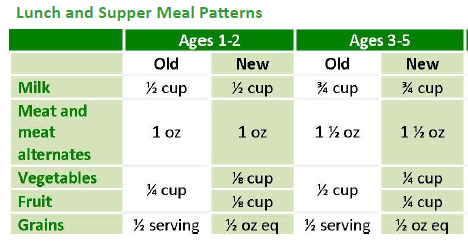 Lunch and Supper Meal Patterns
Ages 1-2 Ages 3-5
Old New Old New
Milk ½ cup ½ cup ¾ cup ¾ cup
Meat and
meat 1 oz 1 oz 1 ½ oz 1 ½ oz
alternates
Vegetables ¼ cup ⅛ cup ½ cup ¼ cup
Fruit ⅛ cup ¼ cup
Grains ½ serving ½ oz eq ½ serving ½ oz eq